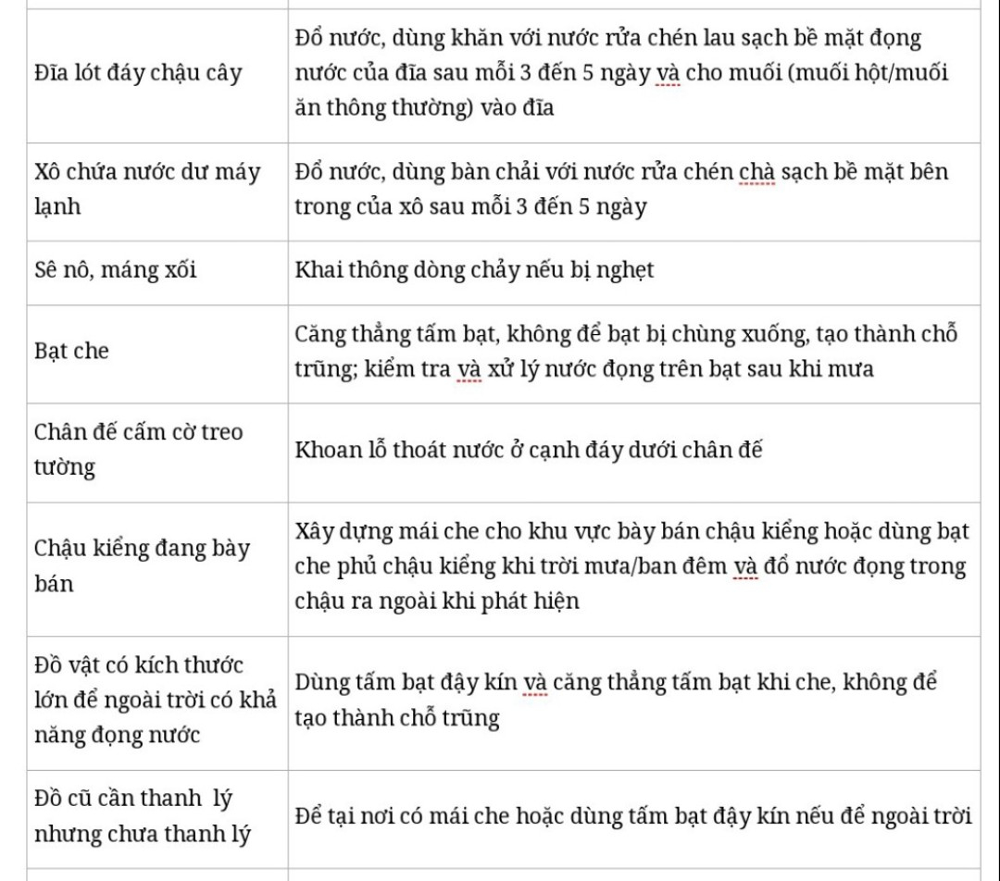 Đĩa lót đáy chậu cây
Đổ nước, dùng khăn với nước rửa chén lau sạch bề mặt đọng
nước của đĩa sau mỗi 3 đến 5 ngày và cho muối (muối hột/muối
ăn thông thường) vào đĩa
Xô chứa nước dư máy
lạnh
Đổ nước, dùng bàn chải với nước rửa chén chà sạch bề mặt bên
trong của xô sau mỗi 3 đến 5 ngày
Sê nô, máng xối
Khai thông dòng chảy nếu bị nghẹt
Bạt che
Căng thẳng tấm bạt, không để bạt bị chùng xuống, tạo thành chỗ
trũng; kiểm tra và xử lý nước đọng trên bạt sau khi mưa
Chân đế cấm cờ treo
tường
Khoan lỗ thoát nước ở cạnh đáy dưới chân đế
Chậu kiểng đang bày
bán
Xây dựng mái che cho khu vực bày bán chậu kiểng hoặc dùng bạt
che phủ chậu kiểng khi trời mưa/ban đêm và đổ nước đọng trong
chậu ra ngoài khi phát hiện
Đồ vật có kích thước
lớn để ngoài trời có khả
năng đọng nước
Dùng tấm bạt đậy kín và căng thẳng tấm bạt khi che, không để
tạo thành chỗ trũng
Đồ cũ cần thanh lý
nhưng chưa thanh lý
Để tại nơi có mái che hoặc dùng tấm bạt đậy kín nếu để ngoài trời